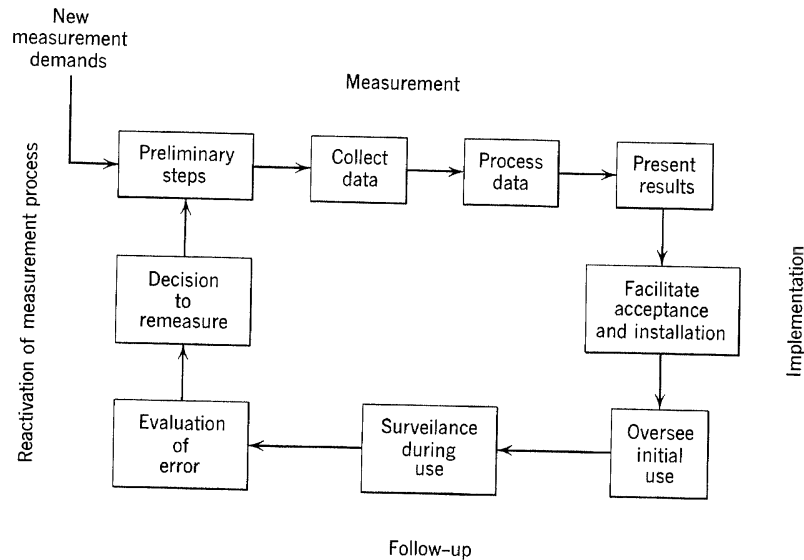 New
measurement
demands
Measurement
Preliminary
steps
Collect
data
Process
data
Present
results
Reactivation of measurement process
Decision
to
remeasure
Facilitate
acceptance
and installation
Implementation
Evaluation
of
error
Surveilance
during
use
Oversee
initial
use
Follow-up